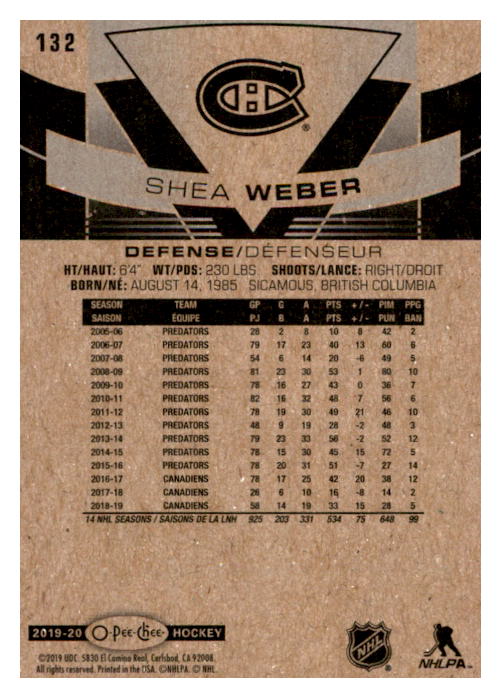 132
SHEA WEBER
DEFENSE/DÉFENSEUR
HT/HAUT: 6'4" WT/PDS: 230 LBS SHOOTS/LANCE: RIGHT/DROIT
BORN/NÉ: AUGUST 14, 1985 SICAMOUS, BRITISH COLUMBIA
SEASON TEAM GP G A PTS +/- PIM PPG
SAISON ÉQUIPE PJ B A PTS +/- PUN BAN
2005-06 PREDATORS 28 2 8 10 8 42 2
2006-07 PREDATORS 79 17 23 40 13 60 6
2007-08 PREDATORS 54 6 14 20 -6 49 5
2008-09 PREDATORS 81 23 30 53 1 80 10
2009-10 PREDATORS 78 16 27 43 0 36 7
2010-11 PREDATORS 82 16 32 48 7 56 6
2011-12 PREDATORS 78 19 30 49 21 46 10
2012-13 PREDATORS 48 9 19 28 -2 48 3
2013-14 PREDATORS 79 23 33 56 -2 52 12
2014-15 PREDATORS 78 15 30 45 15 72 5
2015-16 PREDATORS 78 20 31 51 -7 27 14
2016-17 CANADIENS 78 17 25 42 20 38 12
2017-18 CANADIENS 26 6 10 16 -8 14 2
2018-19 CANADIENS 58 14 19 33 15 28 5
14 NHL SEASONS / SAISONS DE LA LNH 925 203 331 534 75 648 99
2019-20 O-Pee-Chee HOCKEY
©2019 UDC. 5830 El Camino Real, Carlsbad, CA 92008.
All rights reserved. Printed in the USA. ©NHLPA. © NHL.
NHL
NHLPA